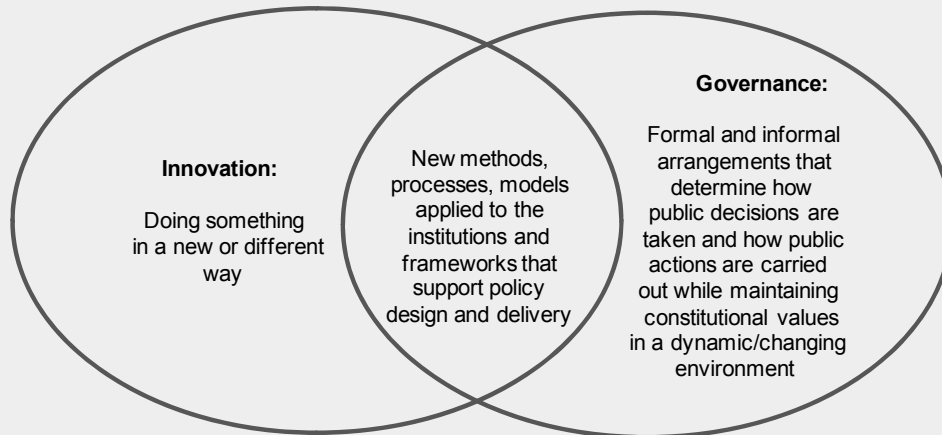 Innovation:
Doing something
in a new or different
way
New methods,
processes, models
applied to the
institutions and
frameworks that
support policy
design and delivery
Governance:
Formal and informal
arrangements that
determine how
public decisions are
taken and how public
actions are carried
out while maintaining
constitutional values
in a dynamic/changing
environment